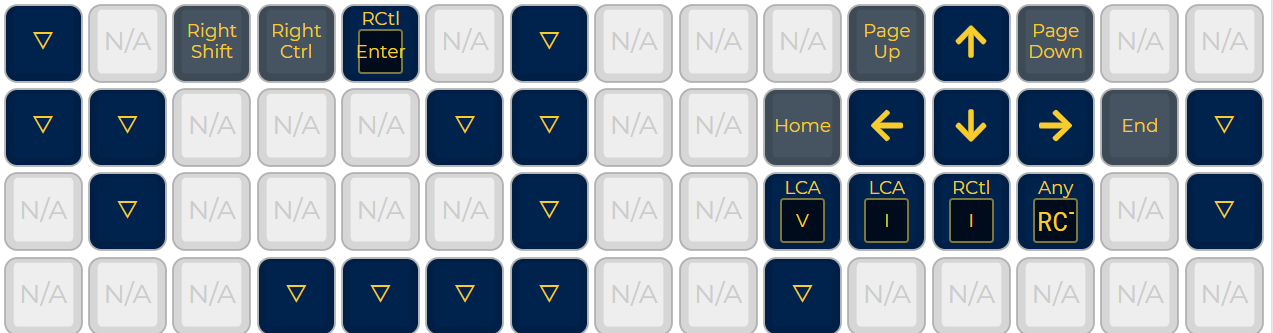 ▽ N/A Right Shift Right Ctrl RCtl Enter N/A ▽ N/A N/A N/A Page Up ↑ Page Down N/A N/A
▽ ▽ N/A N/A N/A ▽ ▽ N/A N/A Home ← ↓ → End ▽
N/A ▽ N/A N/A N/A N/A ▽ N/A N/A LCA V LCA I RCtl I Any RC N/A ▽
N/A N/A N/A ▽ ▽ ▽ ▽ N/A N/A ▽ N/A N/A N/A N/A N/A